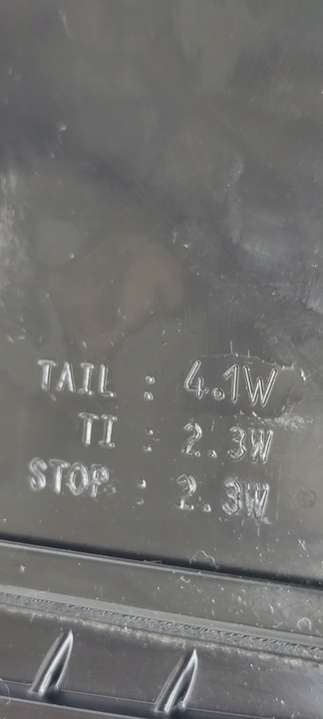 TAIL : 4.1W
TI : 2.3W
STOP : 2.3W